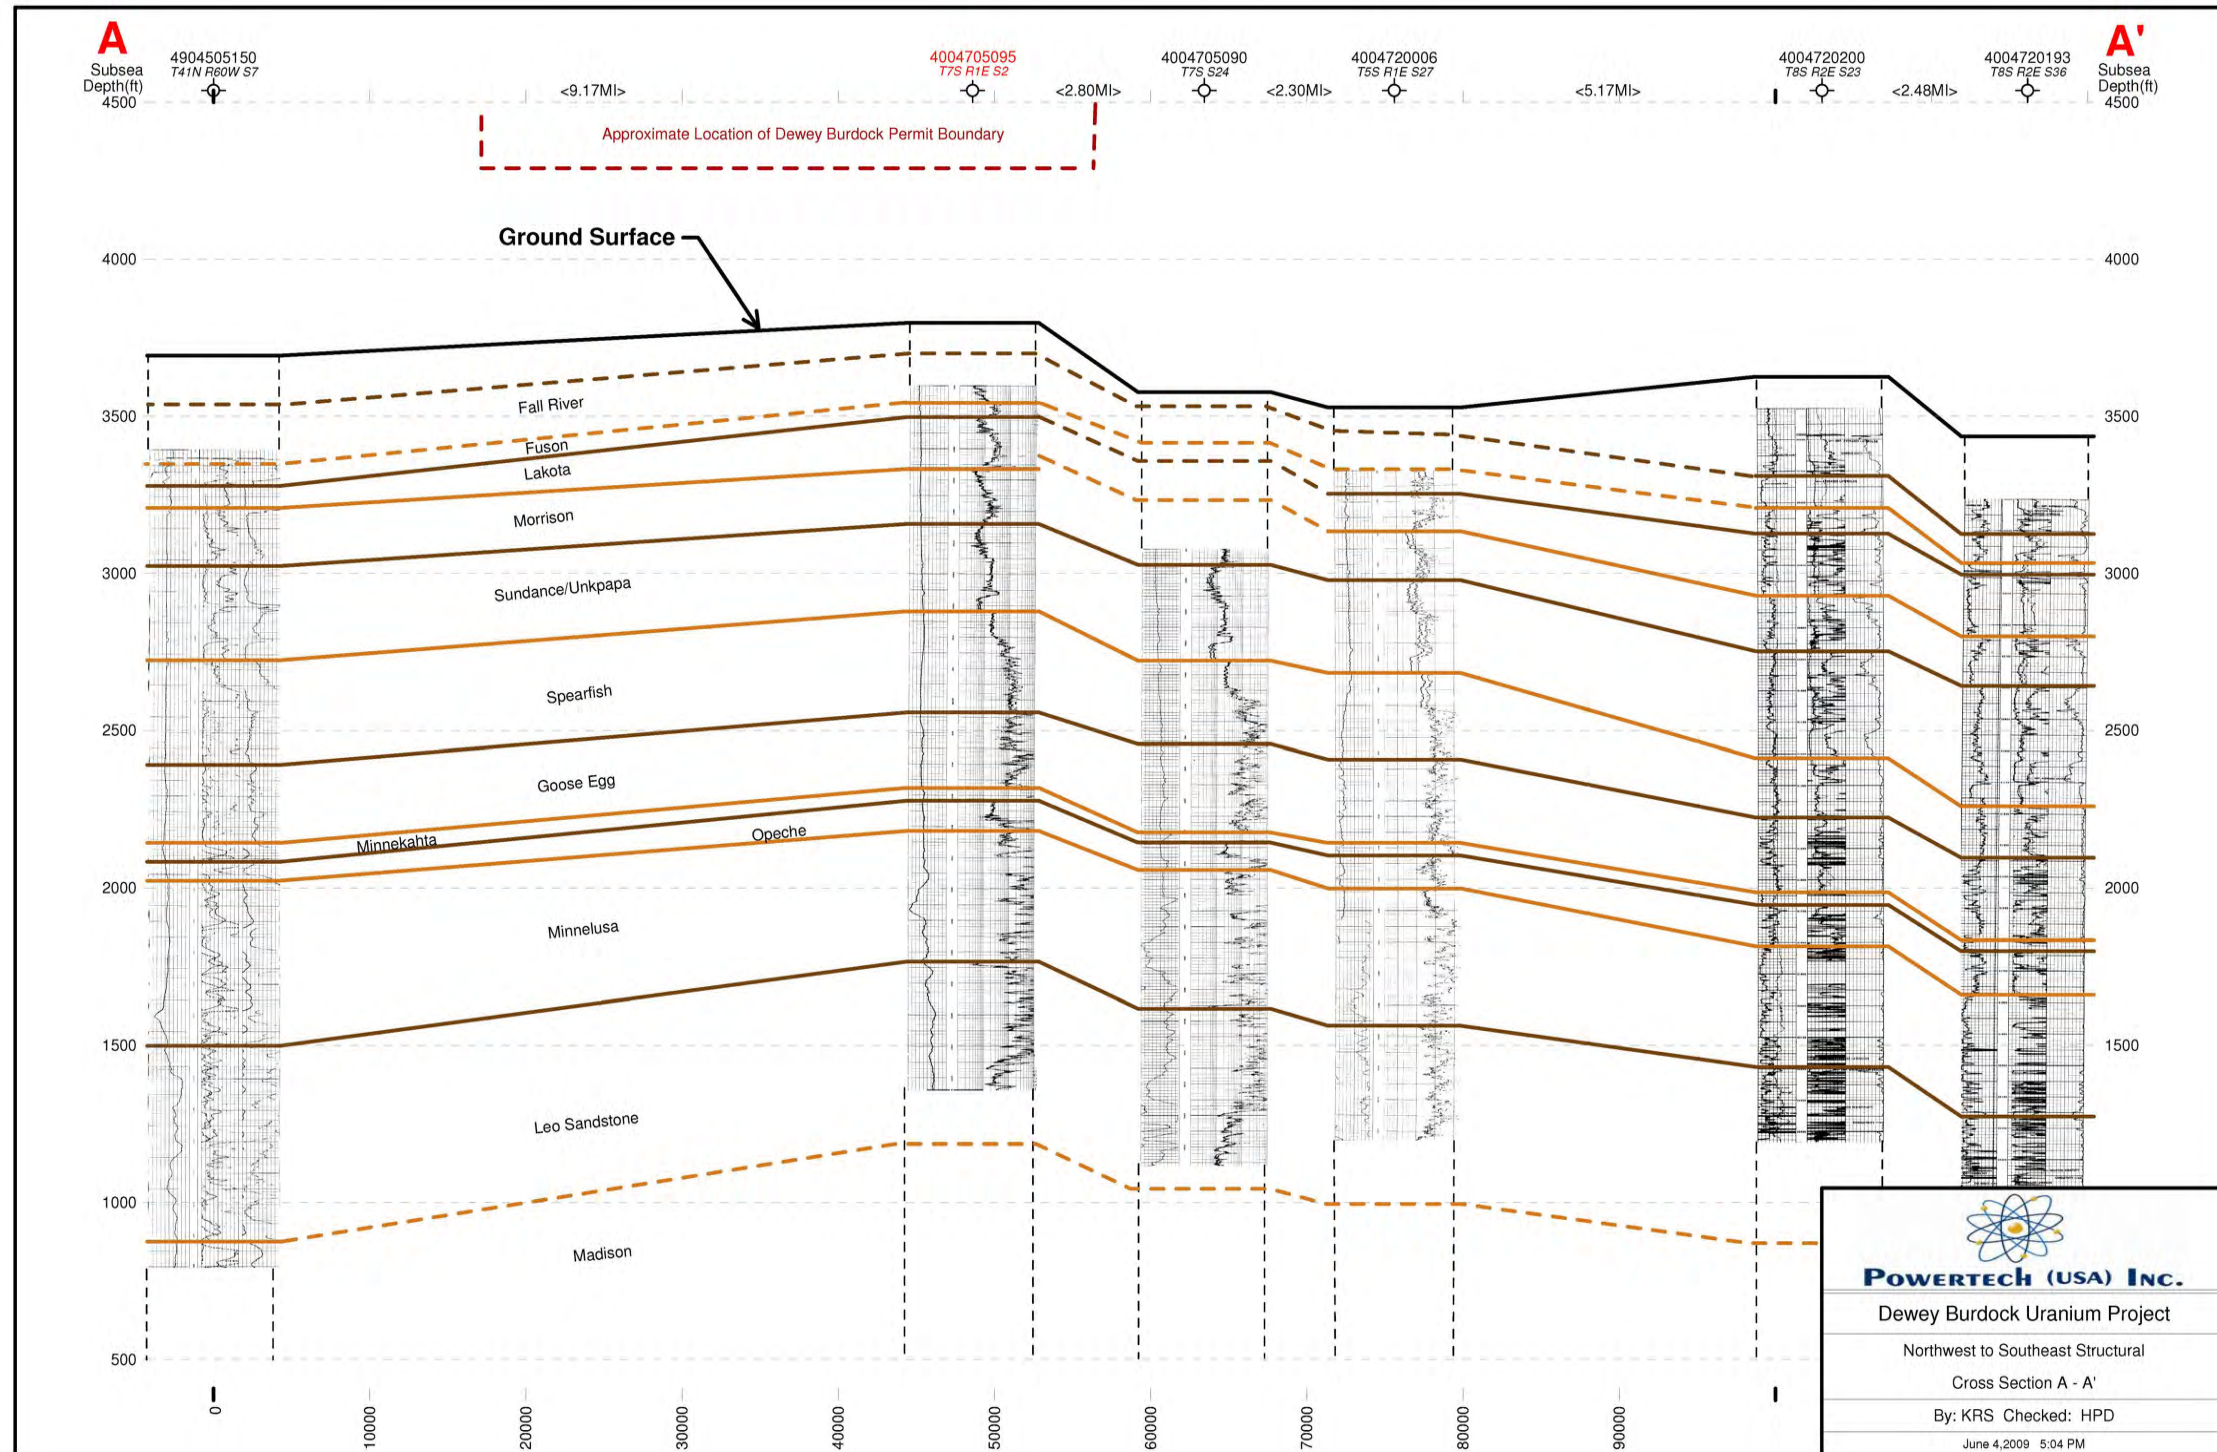 A
A'
4904505150
T41N R60W S7
4004705095
T7S R1E S2
4004705090
T7S S24
4004720006
T5S R1E S27
4004720200
T8S R2E S23
4004720193
T8S R2E S36
Subsea
Depth(ft)
Subsea
Depth(ft)
<9.17MI>
<2.80MI>
<2.30MI>
<5.17MI>
<2.48MI>
4500
4500
Approximate Location of Dewey Burdock Permit Boundary
Ground Surface
4000
4000
Fall River
3500
3500
Fuson
Lakota
Morrison
3000
3000
Sundance/Unkpapa
Spearfish
2500
2500
Goose Egg
Minnekahta
Opeche
2000
2000
Minnelusa
1500
1500
Leo Sandstone
1000
Madison
500
0
10000
20000
30000
40000
50000
60000
70000
80000
90000
POWERTECH (USA) INC.
Dewey Burdock Uranium Project
Northwest to Southeast Structural
Cross Section A - A'
By: KRS Checked: HPD
June 4,2009 5:04 PM